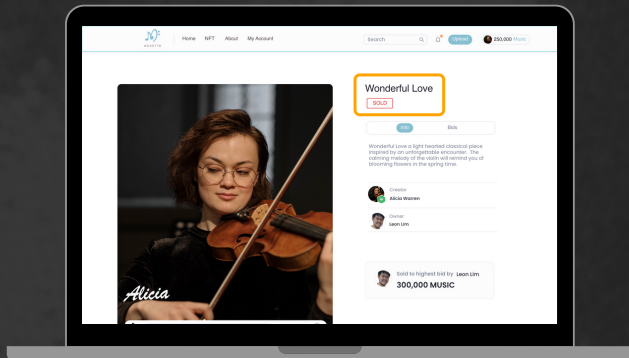 Home NFT About My Account Search Upload 250,000 Music
Wonderful Love
SOLD
Info Bids
Wonderful Love a light hearted classical piece
inspired by an unforgettable encounter. The
calming melody of the violin will remind you of
blooming flowers in the spring time.
Creator
Alicia Warren
Owner
Leon Lim
Alicia
Sold to highest bid by Leon Lim
300,000 MUSIC